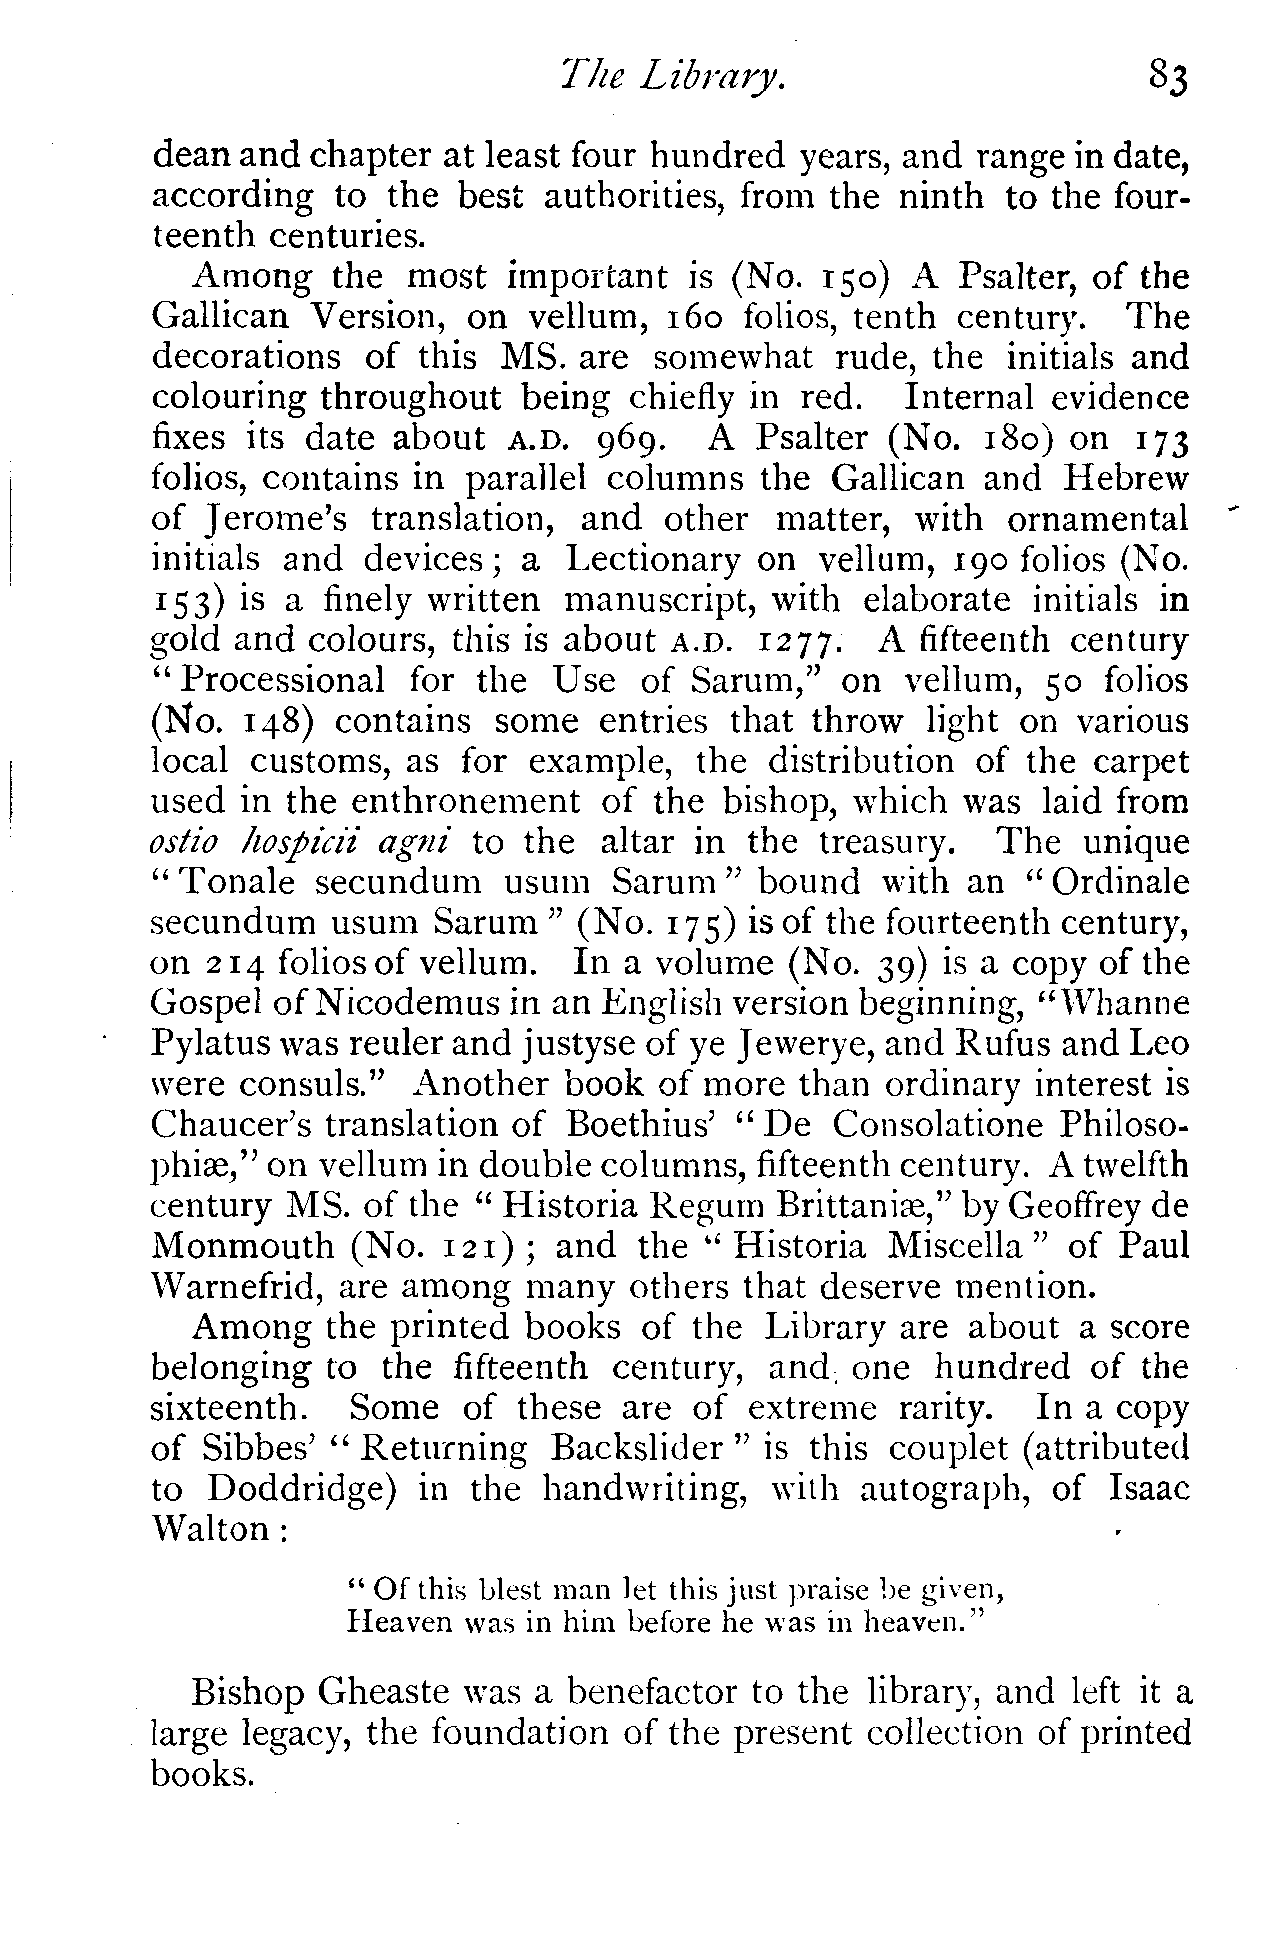 The Library. 83
dean and chapter at least four hundred years, and range in date,
according to the best authorities, from the ninth to the four-
teenth centuries.
Among the most important is (No. 150) A Psalter, of the
Gallican Version, on vellum, 160 folios, tenth century. The
decorations of this MS. are somewhat rude, the initials and
colouring throughout being chiefly in red. Internal evidence
fixes its date about A.D. 969. A Psalter (No. 180) on 173
folios, contains in parallel columns the Gallican and Hebrew
of Jerome's translation, and other matter, with ornamental
initials and devices; a Lectionary on vellum, 190 folios (No.
153) is a finely written manuscript, with elaborate initials in
gold and colours, this is about A.D. 1277. A fifteenth century
“Processional for the Use of Sarum,” on vellum, 50 folios
(No. 148) contains some entries that throw light on various
local customs, as for example, the distribution of the carpet
used in the enthronement of the bishop, which was laid from
ostio hospicii agni to the altar in the treasury. The unique
“Tonale secundum usum Sarum” bound with an “Ordinale
secundum usum Sarum” (No. 175) is of the fourteenth century,
on 214 folios of vellum. In a volume (No. 39) is a copy of the
Gospel of Nicodemus in an English version beginning, “Whanne
Pylatus was reuler and justyse of ye Jewerye, and Rufus and Leo
were consuls.” Another book of more than ordinary interest is
Chaucer's translation of Boethius' “De Consolatione Philoso-
phiæ,” on vellum in double columns, fifteenth century. A twelfth
century MS. of the “Historia Regum Brittaniæ,” by Geoffrey de
Monmouth (No. 121); and the “Historia Miscella” of Paul
Warnefrid, are among many others that deserve mention.
Among the printed books of the Library are about a score
belonging to the fifteenth century, and one hundred of the
sixteenth. Some of these are of extreme rarity. In a copy
of Sibbes' “Returning Backslider” is this couplet (attributed
to Doddridge) in the handwriting, with autograph, of Isaac
Walton:
“Of this blest man let this just praise be given,
Heaven was in him before he was in heaven.”
Bishop Gheaste was a benefactor to the library, and left it a
large legacy, the foundation of the present collection of printed
books.